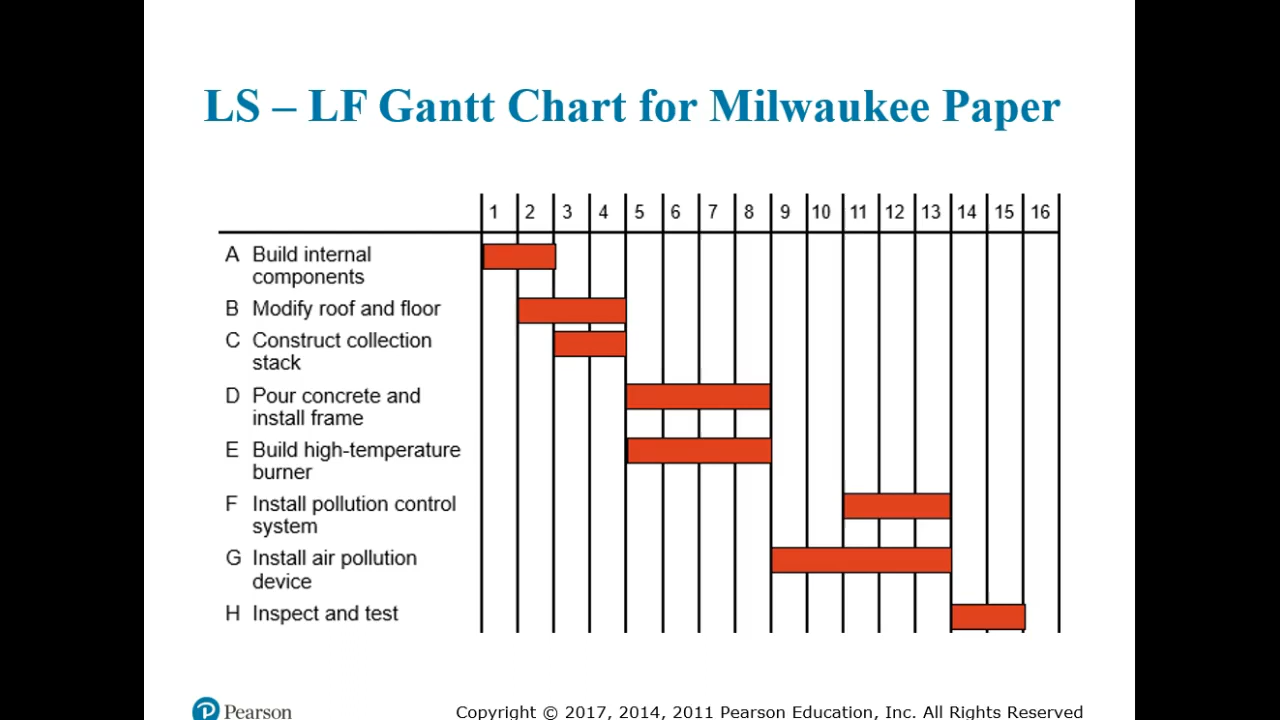 LS – LF Gantt Chart for Milwaukee Paper
1 2 3 4 5 6 7 8 9 10 11 12 13 14 15 16
A Build internal
components
B Modify roof and floor
C Construct collection
stack
D Pour concrete and
install frame
E Build high-temperature
burner
F Install pollution control
system
G Install air pollution
device
H Inspect and test
P Pearson
Copyright © 2017, 2014, 2011 Pearson Education, Inc. All Rights Reserved